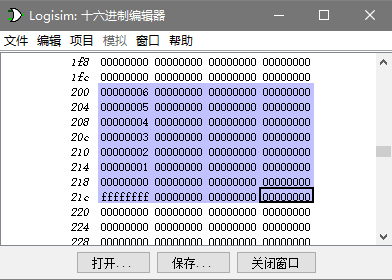 Logisim: 十六进制编辑器
文件 编辑 项目 模拟 窗口 帮助
1f8 00000000 00000000 00000000 00000000
1fc 00000000 00000000 00000000 00000000
200 00000006 00000000 00000000 00000000
204 00000005 00000000 00000000 00000000
208 00000004 00000000 00000000 00000000
20c 00000003 00000000 00000000 00000000
210 00000002 00000000 00000000 00000000
214 00000001 00000000 00000000 00000000
218 00000000 00000000 00000000 00000000
21c ffffffff 00000000 00000000 00000000
220 00000000 00000000 00000000 00000000
224 00000000 00000000 00000000 00000000
228 00000000 00000000 00000000 00000000
打开... 保存... 关闭窗口